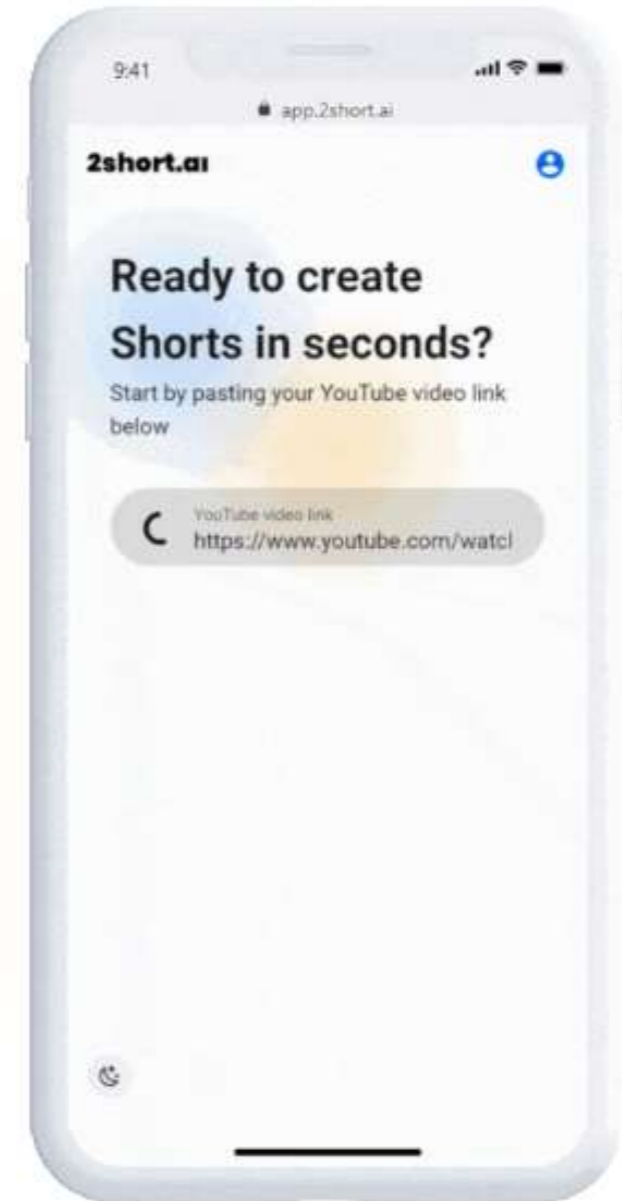 9:41
app.2short.ai
2short.ai
Ready to create
Shorts in seconds?
Start by pasting your YouTube video link
below
YouTube video link
https://www.youtube.com/watcl